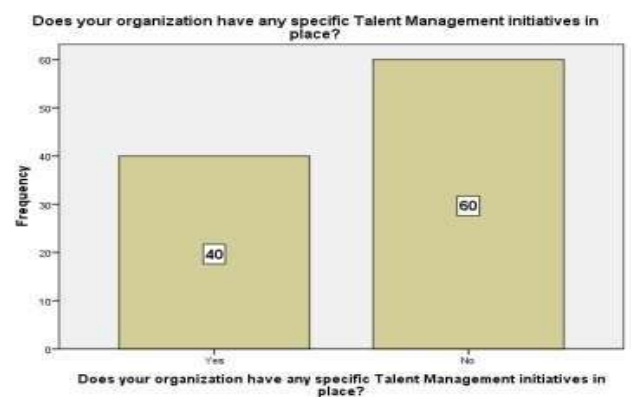 Does your organization have any specific Talent Management initiatives in
place?
Frequency
60
50
40
30
20
10
0
40
60
Yes
No
Does your organization have any specific Talent Management initiatives in
place?